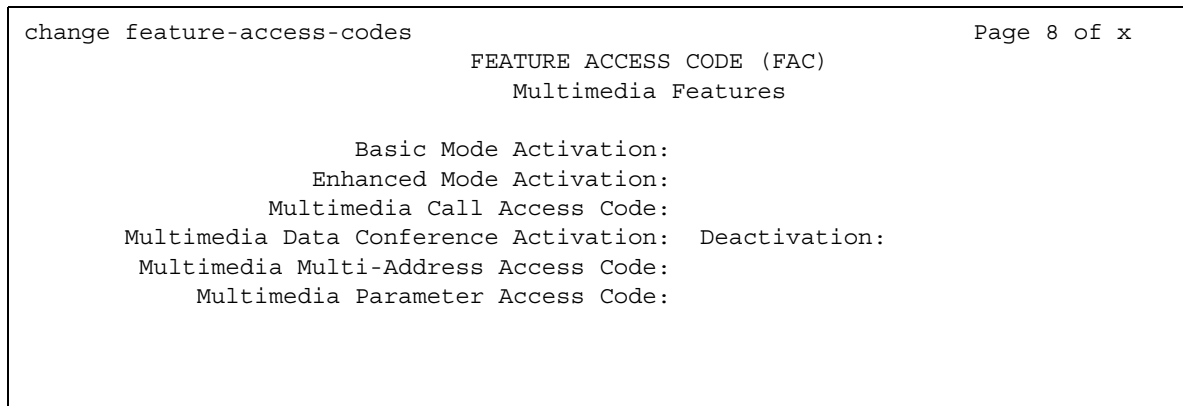 change feature-access-codes Page 8 of x
FEATURE ACCESS CODE (FAC)
Multimedia Features
Basic Mode Activation:
Enhanced Mode Activation:
Multimedia Call Access Code:
Multimedia Data Conference Activation: Deactivation:
Multimedia Multi-Address Access Code:
Multimedia Parameter Access Code: